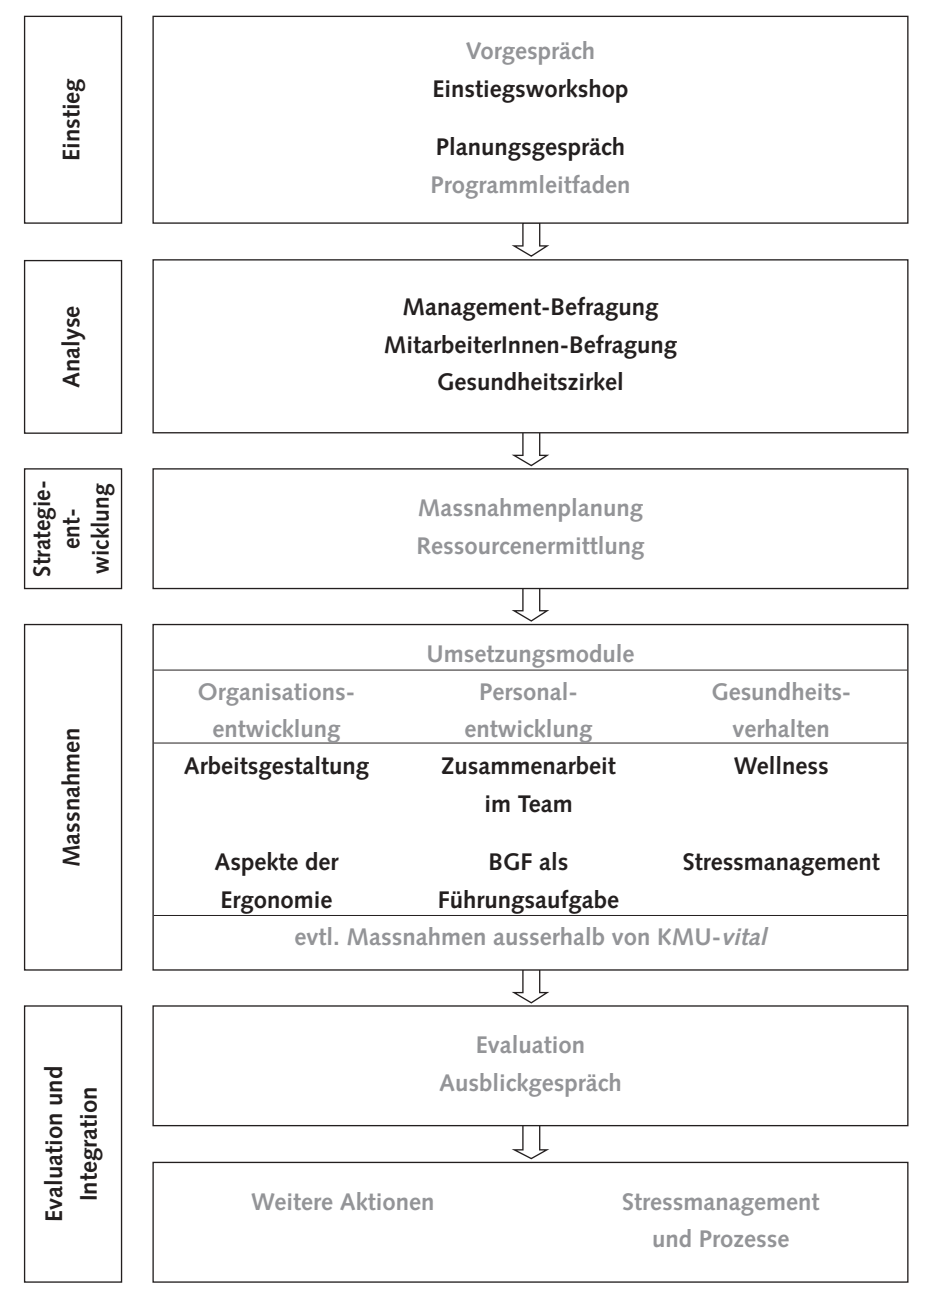 Einstieg
Vorgespräch
Einstiegsworkshop
Planungsgespräch
Programmleitfaden
Analyse
Management-Befragung
MitarbeiterInnen-Befragung
Gesundheitszirkel
Strategie-
ent-
wicklung
Massnahmenplanung
Ressourcenermittlung
Massnahmen
Umsetzungsmodule
Organisations-
entwicklung
Personal-
entwicklung
Gesundheits-
verhalten
Arbeitsgestaltung
Zusammenarbeit
im Team
Wellness
Aspekte der
Ergonomie
BGF als
Führungsaufgabe
Stressmanagement
evtl. Massnahmen ausserhalb von KMU-vital
Evaluation und
Integration
Evaluation
Ausblickgespräch
Weitere Aktionen
Stressmanagement
und Prozesse